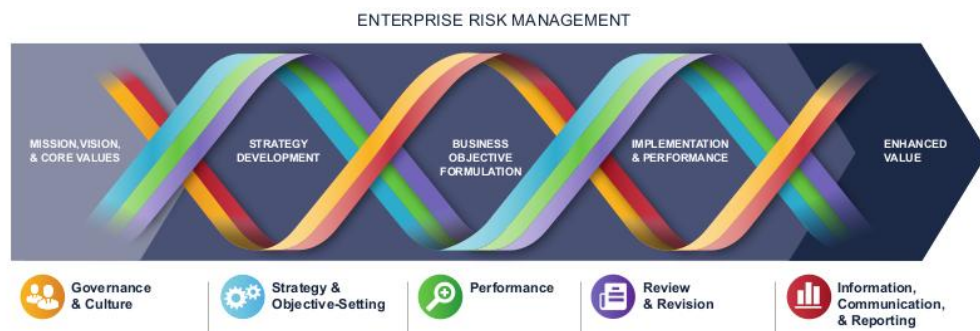 ENTERPRISE RISK MANAGEMENT
MISSION, VISION,
& CORE VALUES
STRATEGY
DEVELOPMENT
BUSINESS
OBJECTIVE
FORMULATION
IMPLEMENTATION
& PERFORMANCE
ENHANCED
VALUE
Governance
& Culture
Strategy &
Objective-Setting
Performance
Review
& Revision
Information,
Communication,
& Reporting